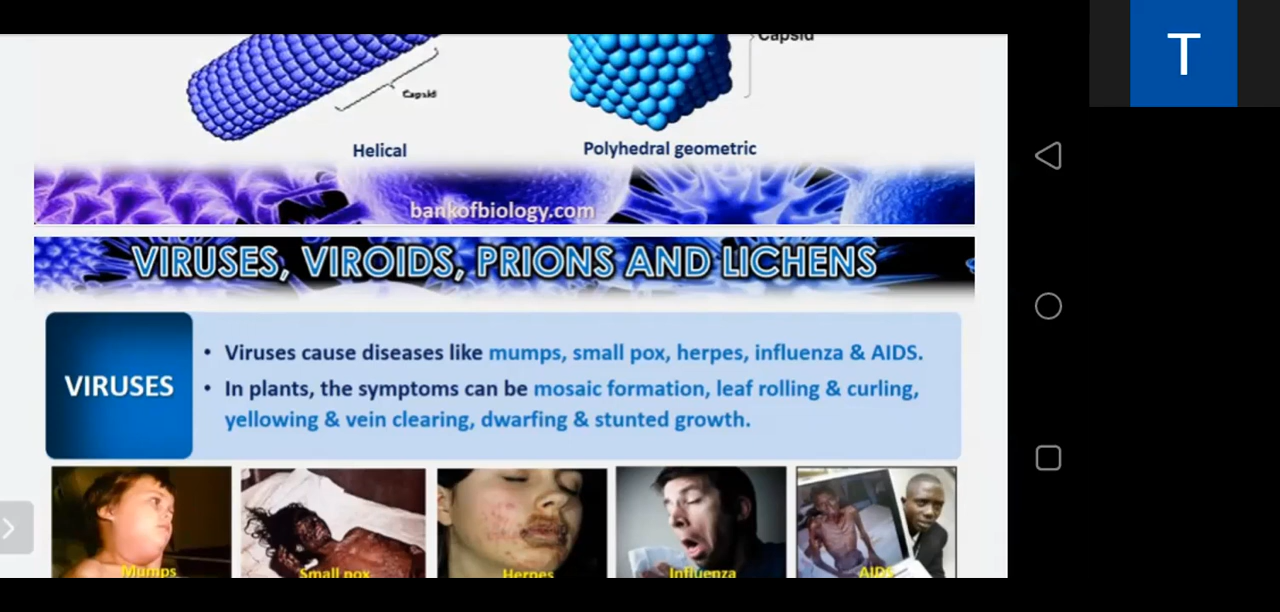 Capsid
Capsid
Helical
Polyhedral geometric
bankofbiology.com
VIRUSES, VIROIDS, PRIONS AND LICHENS
VIRUSES
• Viruses cause diseases like mumps, small pox, herpes, influenza & AIDS.
• In plants, the symptoms can be mosaic formation, leaf rolling & curling,
yellowing & vein clearing, dwarfing & stunted growth.
Mumps
Small pox
Herpes
Influenza
AIDS
T